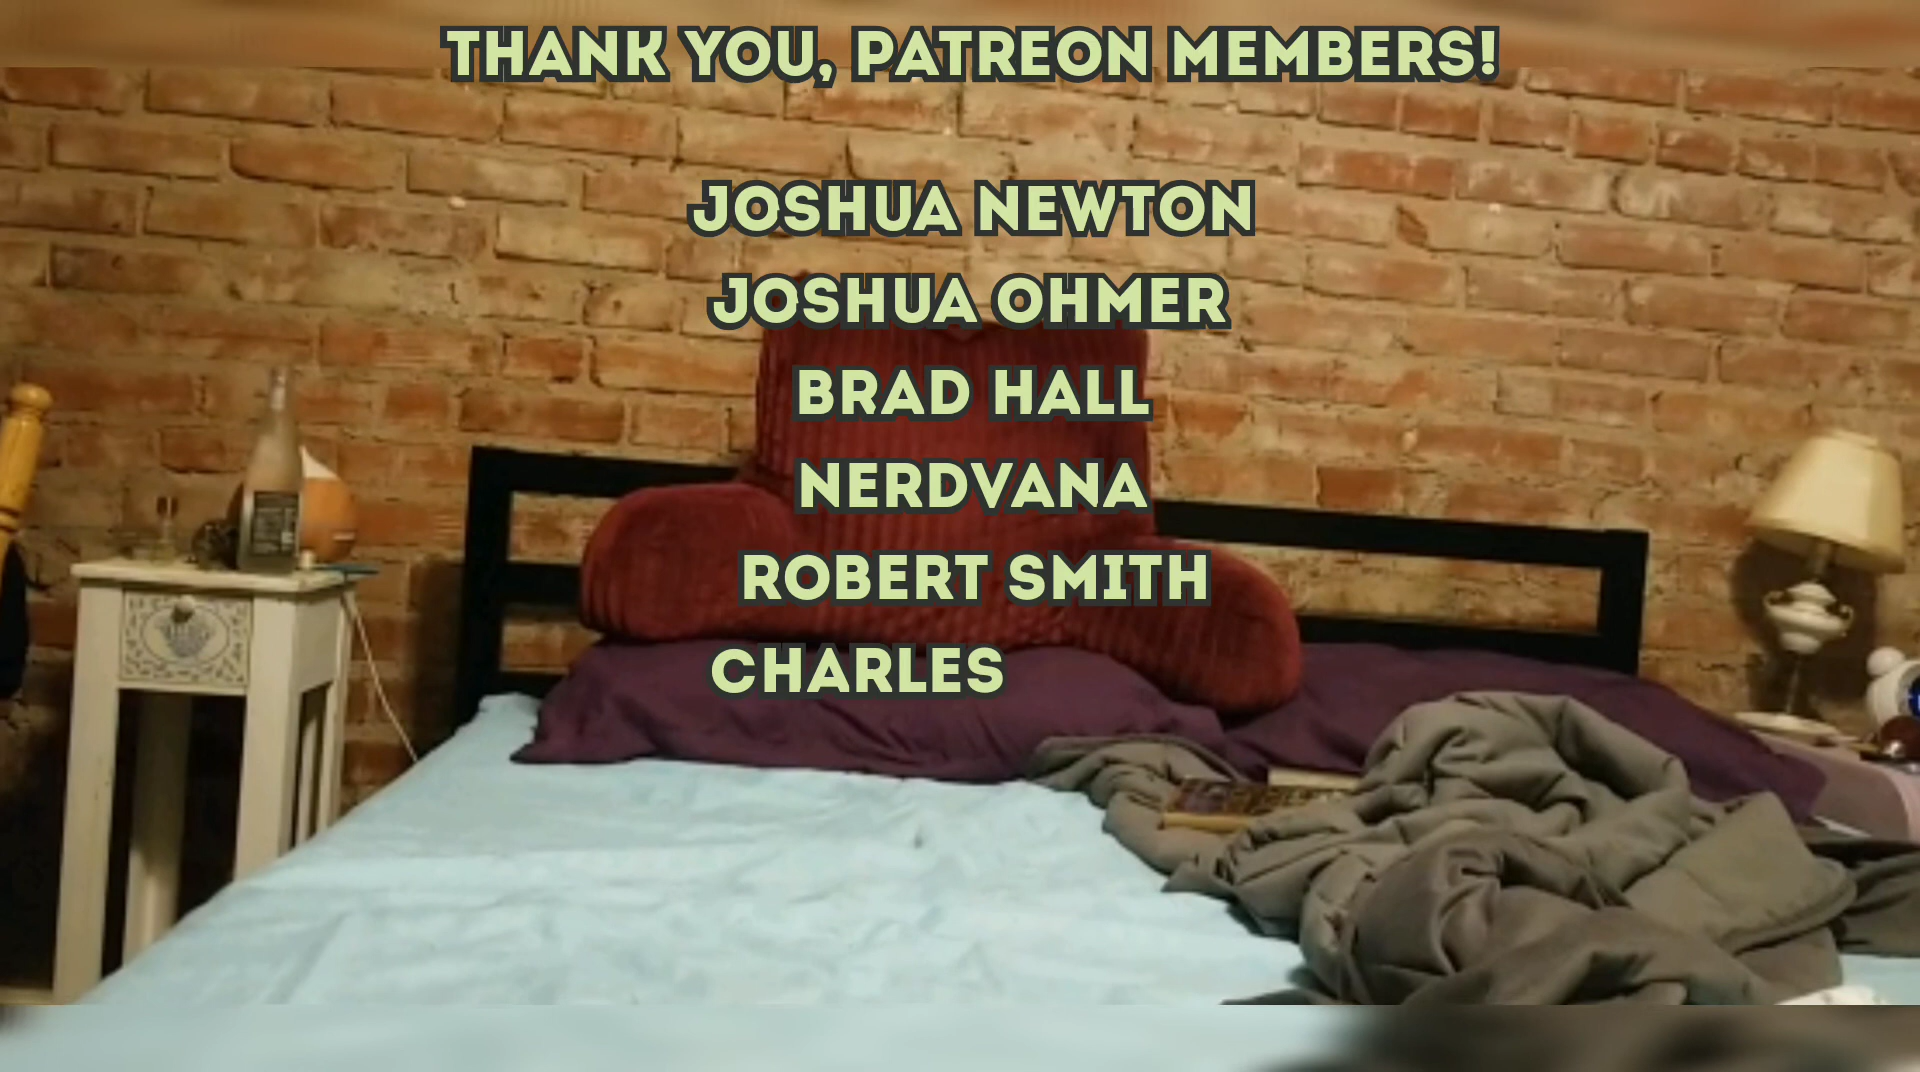 THANK YOU, PATREON MEMBERS!
JOSHUA NEWTON
JOSHUA OHMER
BRAD HALL
NERDVANA
ROBERT SMITH
CHARLES